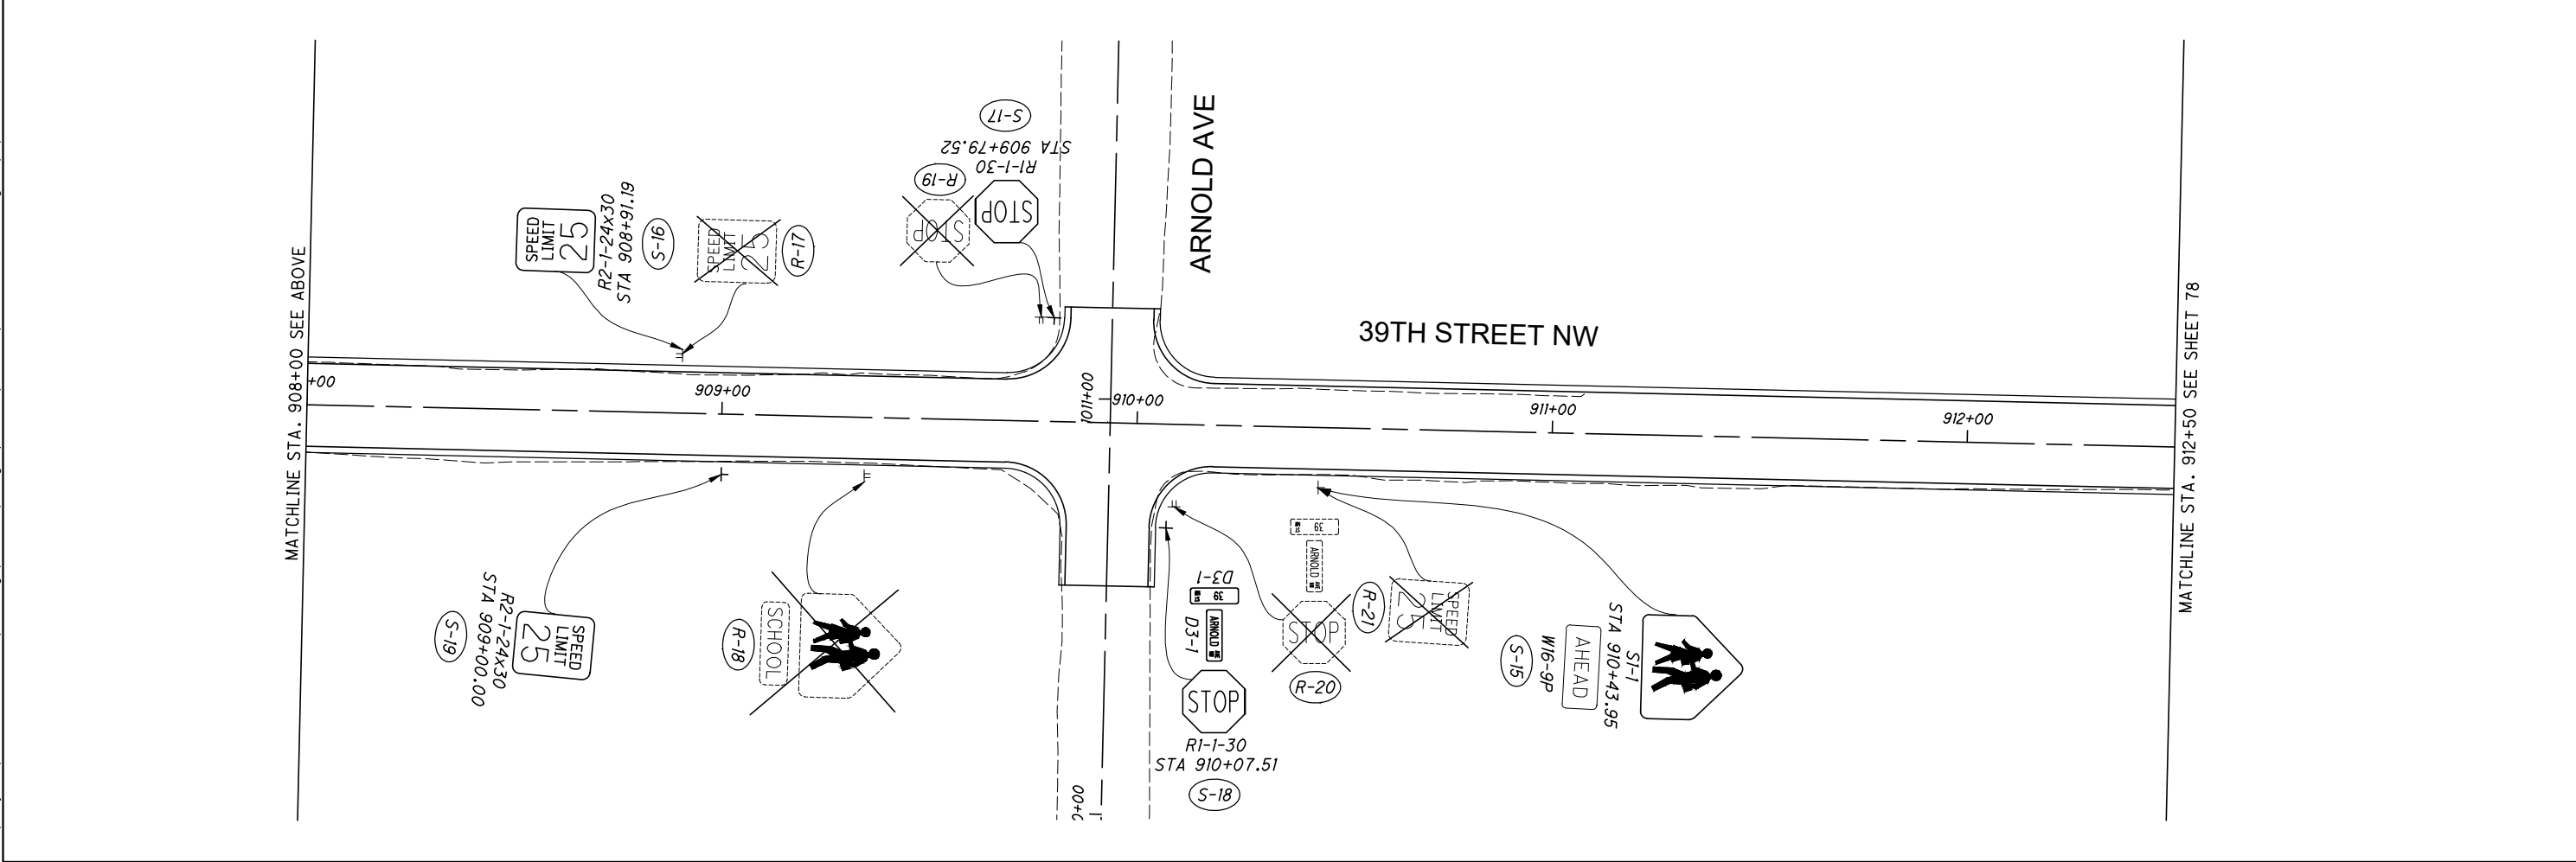 MATCHLINE STA. 908+00 SEE ABOVE
SPEED
LIMIT
25
R2-1-24x30
STA 908+91.19
S-16
SPEED
LIMIT
25
R-17
S-17
STA 909+79.52
R1-1-30
R-19
STOP
STOP
ARNOLD AVE
39TH STREET NW
+00
909+00
1011+00
910+00
911+00
912+00
MATCHLINE STA. 912+50 SEE SHEET 78
SPEED
LIMIT
25
R2-1-24x30
STA 909+00.00
S-19
SCHOOL
R-18
D3-1
39
ARNOLD
D3-1
STOP
R1-1-30
STA 910+07.51
S-18
39
ARNOLD
STOP
R-20
SPEED
LIMIT
25
R-21
S1-1
STA 910+43.95
AHEAD
W16-9P
S-15
00+0